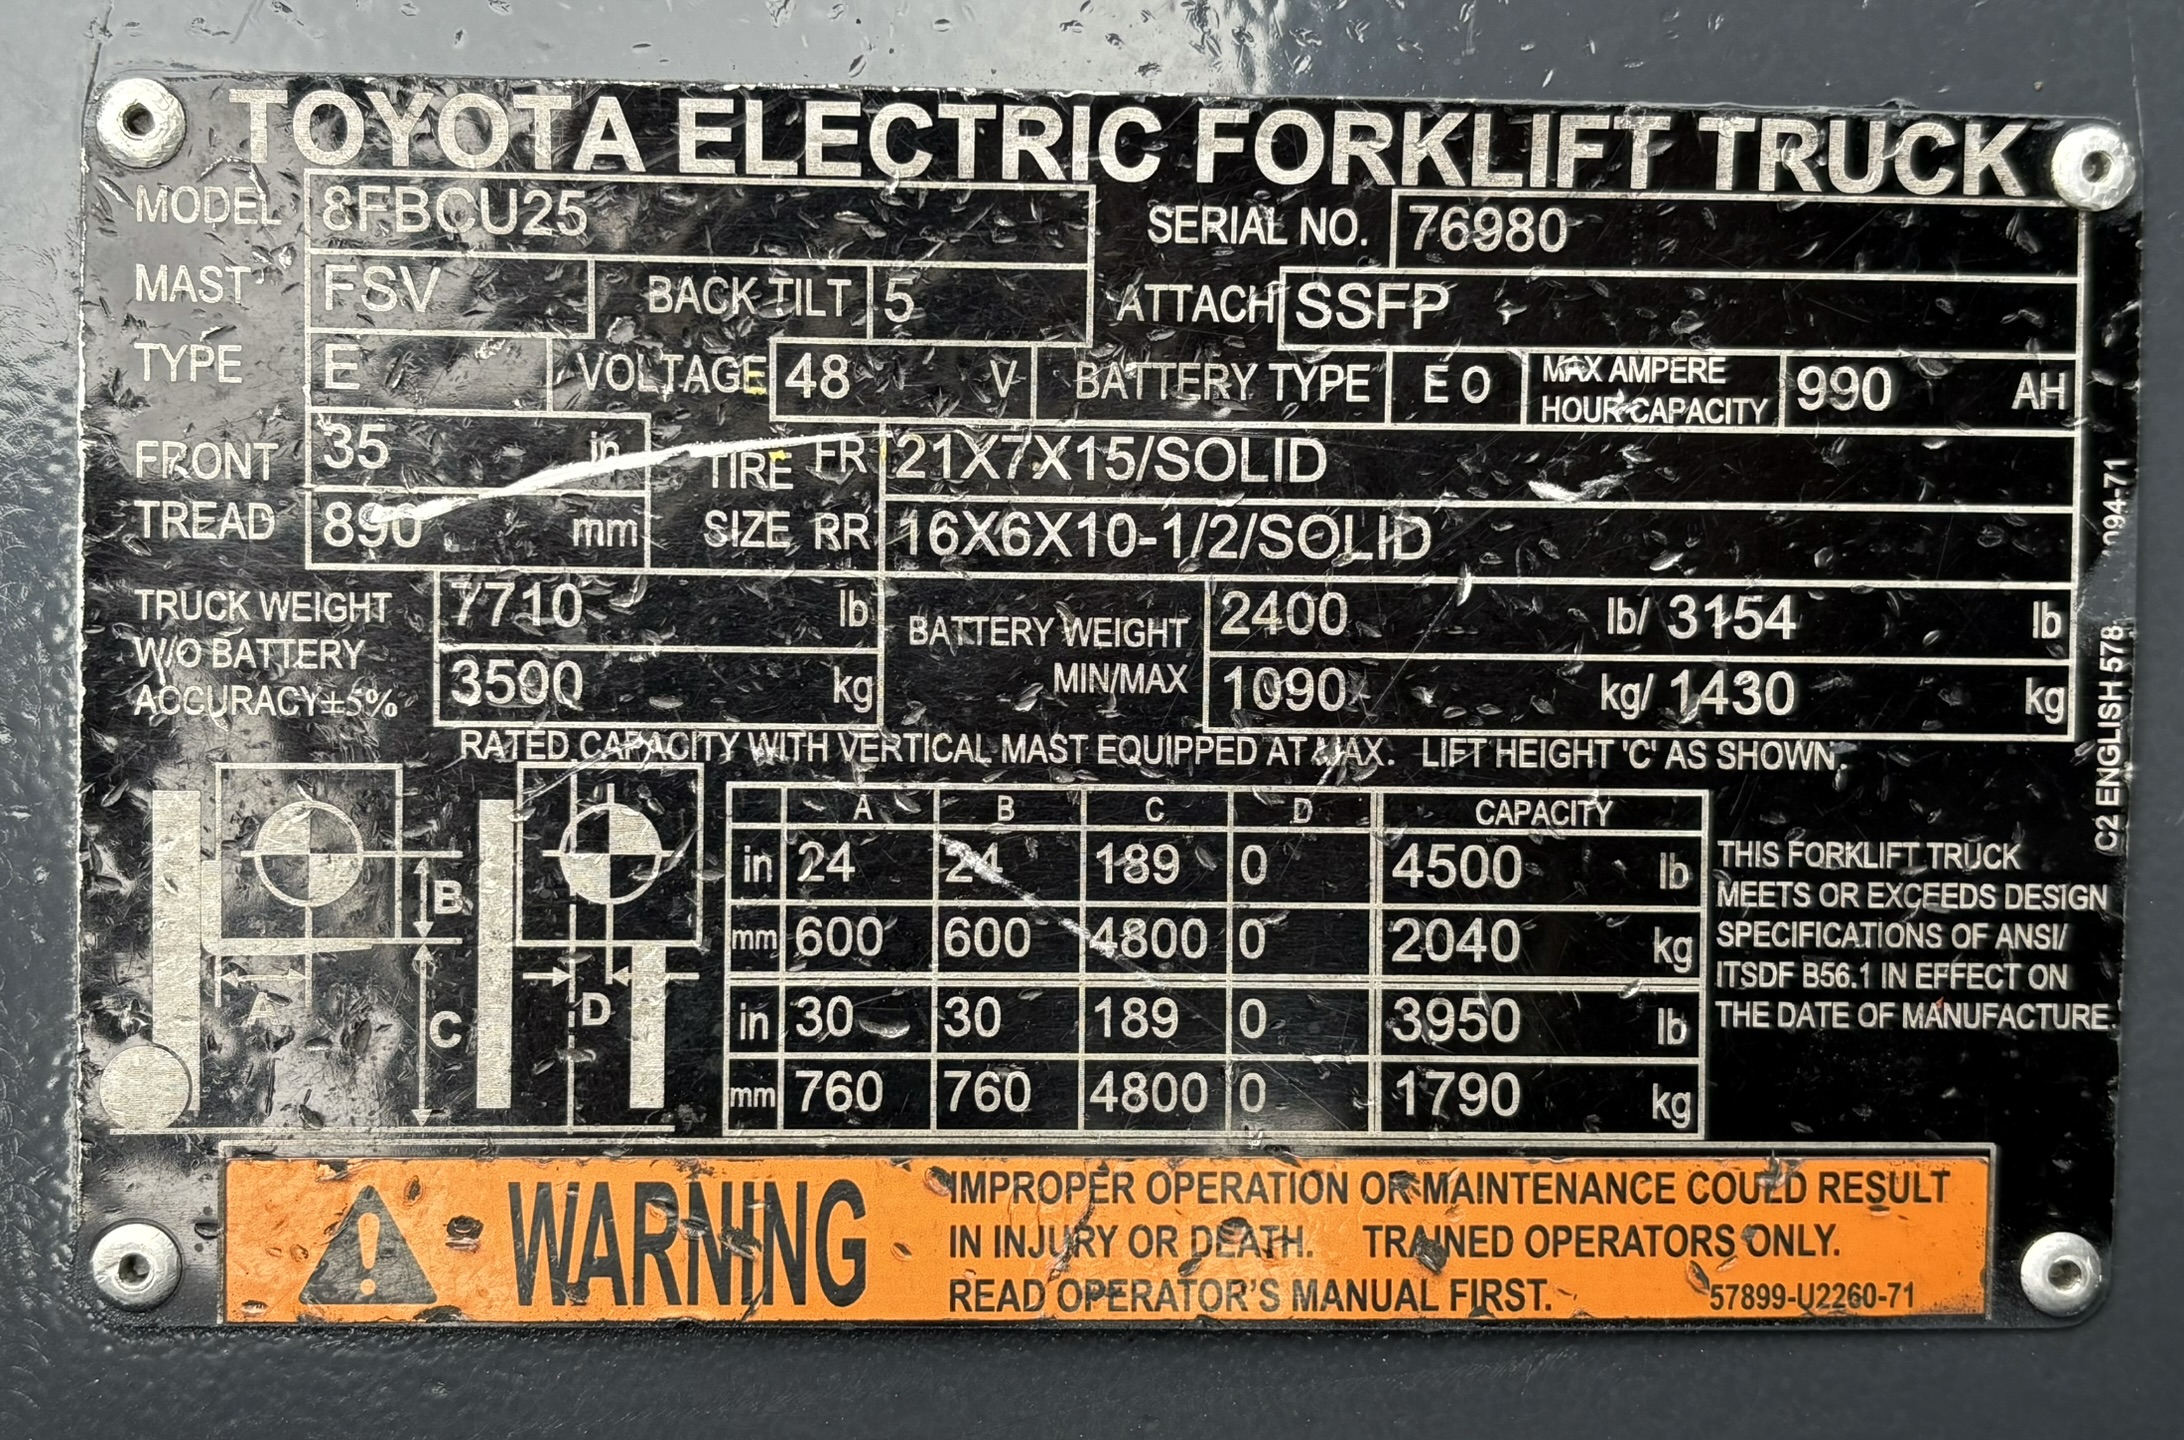 TOYOTA ELECTRIC FORKLIFT TRUCK
MODEL 8FBCU25 SERIAL NO. 76980
MAST FSV BACK TILT 5 ATTACH SSFP
TYPE E VOLTAGE 48 V BATTERY TYPE E O MAX AMPERE HOUR CAPACITY 990 AH
FRONT TREAD 35 in TIRE SIZE FR 21X7X15/SOLID
890 mm RR 16X6X10-1/2/SOLID
TRUCK WEIGHT W/O BATTERY ACCURACY±5% 7710 lb BATTERY WEIGHT MIN/MAX 2400 lb/ 3154 lb
3500 kg 1090 kg/ 1430 kg
RATED CAPACITY WITH VERTICAL MAST EQUIPPED AT MAX. LIFT HEIGHT 'C' AS SHOWN.
A B C D CAPACITY
in 24 24 189 0 4500 lb
mm 600 600 4800 0 2040 kg
in 30 30 189 0 3950 lb
mm 760 760 4800 0 1790 kg
B
A
C
D
THIS FORKLIFT TRUCK
MEETS OR EXCEEDS DESIGN
SPECIFICATIONS OF ANSI/
ITSDF B56.1 IN EFFECT ON
THE DATE OF MANUFACTURE.
C2 ENGLISH 578 094-71
WARNING
IMPROPER OPERATION OR MAINTENANCE COULD RESULT
IN INJURY OR DEATH. TRAINED OPERATORS ONLY.
READ OPERATOR'S MANUAL FIRST. 57899-U2260-71